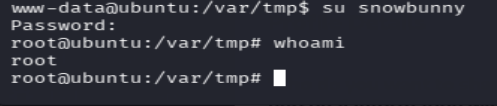 www-data@ubuntu:/var/tmp$ su snowbunny
Password:
root@ubuntu:/var/tmp# whoami
root
root@ubuntu:/var/tmp#